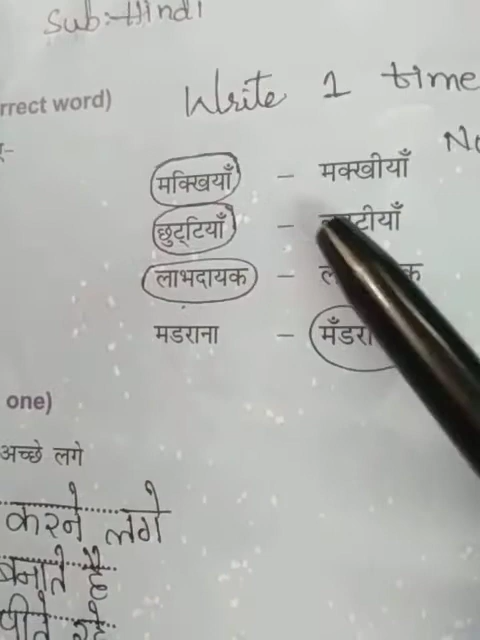 Sub:- Hindi
rrect word)
Write 1 time
मक्खियाँ – मक्खीयाँ
छुट्टियाँ –
लाभदायक –
मडराना – मँडरा
one)
अच्छे लगे
करने लगे
बनाते है
पीते रहे